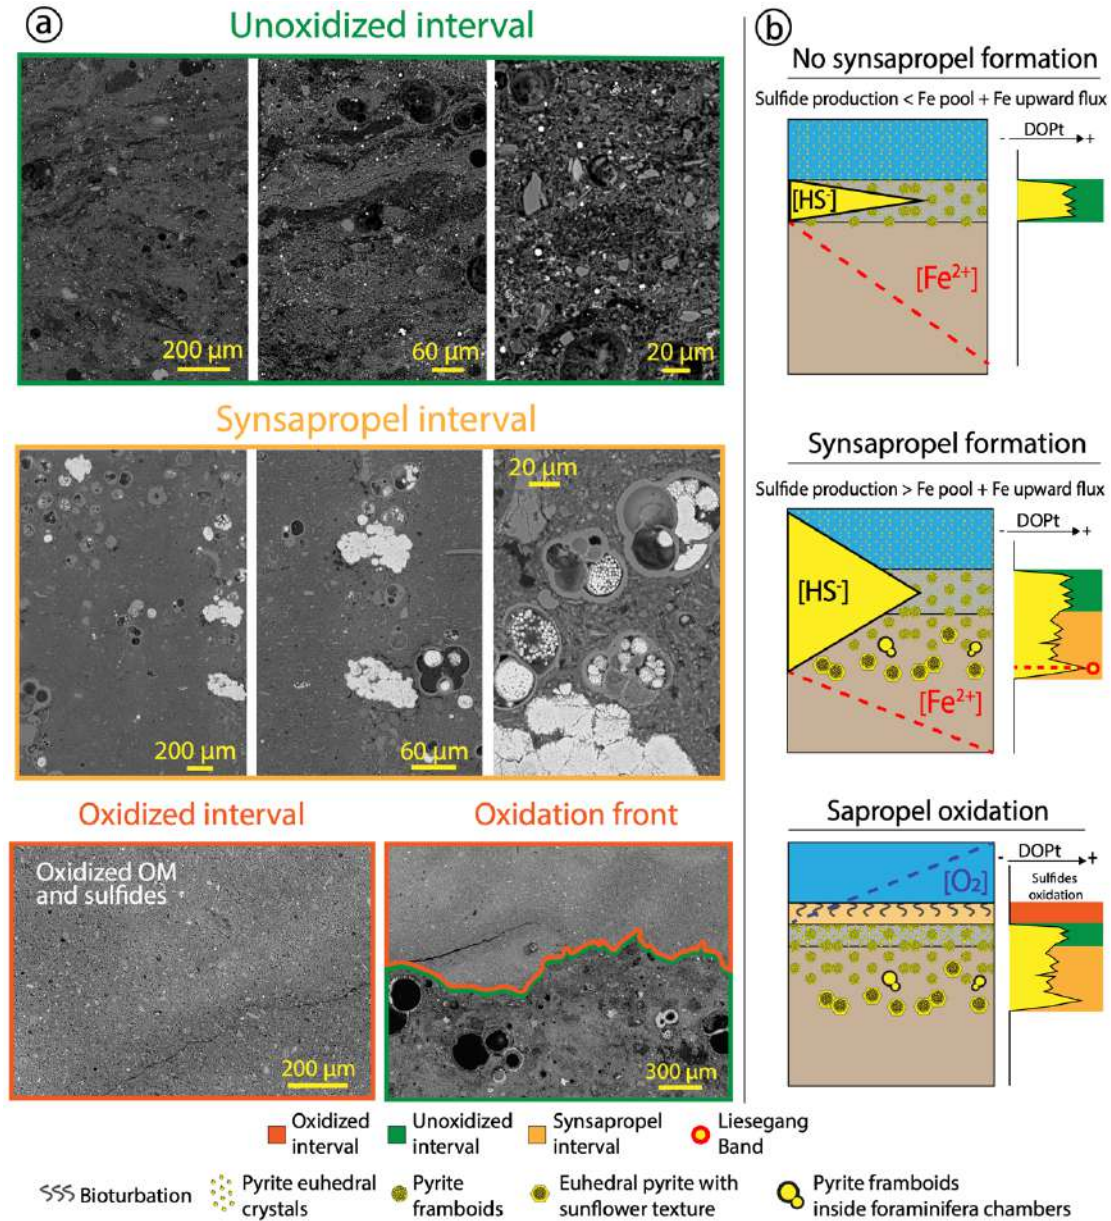 a
Unoxidized interval
200 µm
60 µm
20 µm
Synsapropel interval
200 µm
60 µm
20 µm
Oxidized interval
Oxidized OM
and sulfides
200 µm
Oxidation front
300 µm
b
No synsapropel formation
Sulfide production < Fe pool + Fe upward flux
- DOPt +
[HS-]
[Fe2+]
Synsapropel formation
Sulfide production > Fe pool + Fe upward flux
- DOPt +
[HS-]
[Fe2+]
Sapropel oxidation
- DOPt +
[O2]
Sulfides
oxidation
Oxidized
interval
Unoxidized
interval
Synsapropel
interval
Liesegang
Band
Bioturbation
Pyrite euhedral
crystals
Pyrite
framboids
Euhedral pyrite with
sunflower texture
Pyrite framboids
inside foraminifera chambers